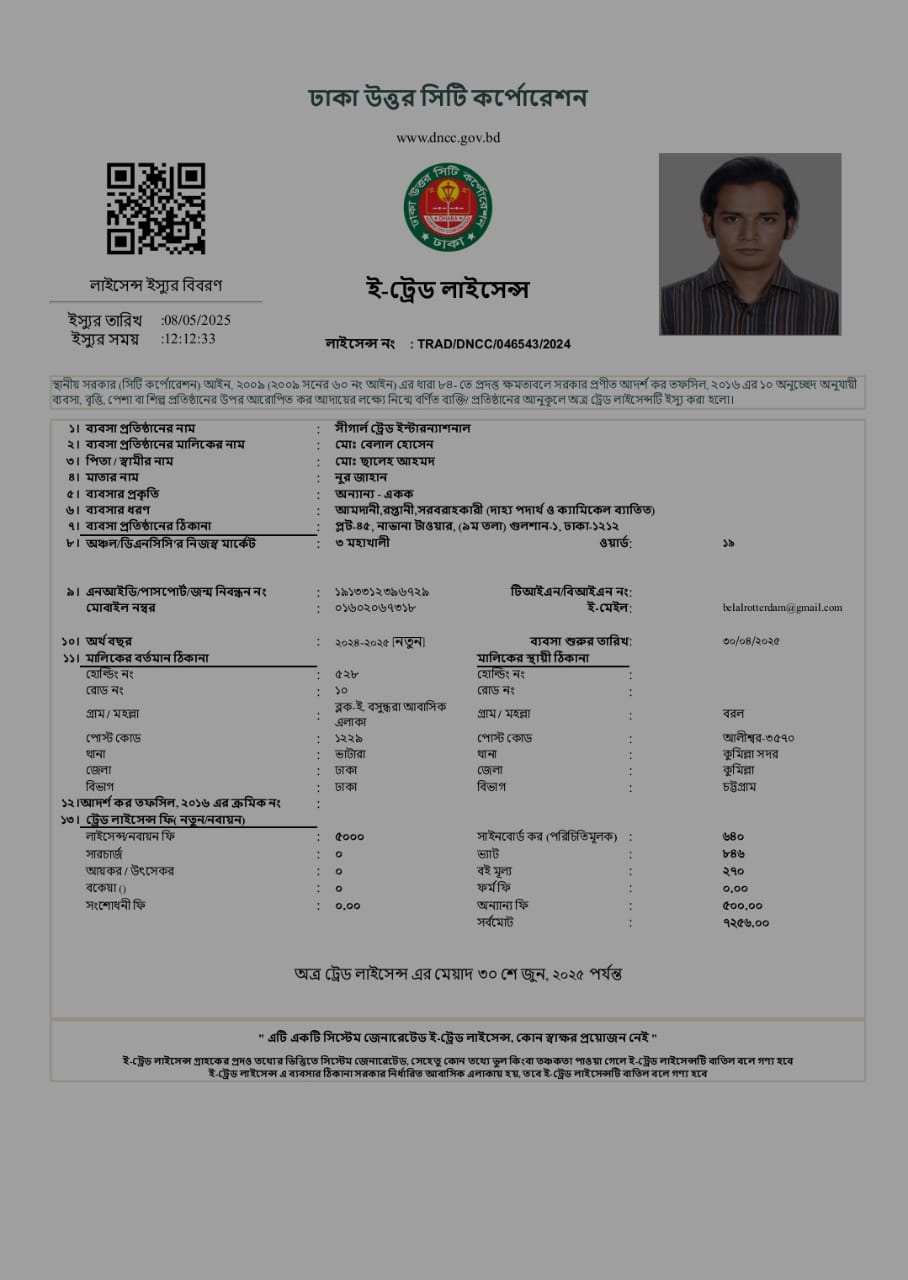 ঢাকা উত্তর সিটি কর্পোরেশন
www.dncc.gov.bd
ঢাকা উত্তর সিটি কর্পোরেশন
DHAKA
ঢাকা
লাইসেন্স ইস্যুর বিবরণ
ই-ট্রেড লাইসেন্স
ইস্যুর তারিখ :08/05/2025
ইস্যুর সময় :12:12:33
লাইসেন্স নং : TRAD/DNCC/046543/2024
স্থানীয় সরকার (সিটি কর্পোরেশন) আইন, ২০০৯ (২০০৯ সনের ৬০ নং আইন) এর ধারা ৮৪- তে প্রদত্ত ক্ষমতাবলে সরকার প্রণীত আদর্শ কর তফসিল, ২০১৬ এর ১০ অনুচ্ছেদ অনুযায়ী
ব্যবসা, বৃত্তি, পেশা বা শিল্প প্রতিষ্ঠানের উপর আরোপিত কর আদায়ের লক্ষ্যে নিম্নে বর্ণিত ব্যক্তি/ প্রতিষ্ঠানের আনুকূলে অত্র ট্রেড লাইসেন্সটি ইস্যু করা হলো।
১। ব্যবসা প্রতিষ্ঠানের নাম : সীগার্ল ট্রেড ইন্টারন্যাশনাল
২। ব্যবসা প্রতিষ্ঠানের মালিকের নাম : মোঃ বেলাল হোসেন
৩। পিতা / স্বামীর নাম : মোঃ ছালেহ আহমদ
৪। মাতার নাম : নুর জাহান
৫। ব্যবসার প্রকৃতি : অন্যান্য - একক
৬। ব্যবসার ধরণ : আমদানী,রপ্তানী,সরবরাহকারী (দাহ্য পদার্থ ও ক্যামিকেল ব্যাতিত)
৭। ব্যবসা প্রতিষ্ঠানের ঠিকানা : প্লট-৪৫, নাভানা টাওয়ার, (৯ম তলা) গুলশান-১, ঢাকা-১২১২
৮। অঞ্চল/ডিএনসিসি'র নিজস্ব মার্কেট : ৩ মহাখালী ওয়ার্ড: ১৯
৯। এনআইডি/পাসপোর্ট/জন্ম নিবন্ধন নং : ১৯১৩৩১২৩৯৬৭২৯ টিআইএন/বিআইএন নং:
মোবাইল নম্বর : ০১৬০২০৬৭৩১৮ ই-মেইল: belalrotterdam@gmail.com
১০। অর্থ বছর : ২০২৪-২০২৫ [নতুন] ব্যবসা শুরুর তারিখ: ৩০/০৪/২০২৫
১১। মালিকের বর্তমান ঠিকানা মালিকের স্থায়ী ঠিকানা
হোল্ডিং নং : ৫২৮ হোল্ডিং নং :
রোড নং : ১০ রোড নং :
গ্রাম / মহল্লা : ব্লক-ই, বসুন্ধরা আবাসিক এলাকা গ্রাম / মহল্লা : বরল
পোস্ট কোড : ১২২৯ পোস্ট কোড : আলীশ্বর-৩৫৭০
থানা : ভাটারা থানা : কুমিল্লা সদর
জেলা : ঢাকা জেলা : কুমিল্লা
বিভাগ : ঢাকা বিভাগ : চট্টগ্রাম
১২।আদর্শ কর তফসিল, ২০১৬ এর ক্রমিক নং :
১৩। ট্রেড লাইসেন্স ফি( নতুন/নবায়ন)
লাইসেন্স/নবায়ন ফি : ৫০০০ সাইনবোর্ড কর (পরিচিতিমূলক) : ৬৪০
সারচার্জ : ০ ভ্যাট : ৮৪৬
আয়কর / উৎসেকর : ০ বই মূল্য : ২৭০
বকেয়া () : ০ ফর্ম ফি : ০.০০
সংশোধনী ফি : ০.০০ অন্যান্য ফি : ৫০০.০০
সর্বমোট : ৭২৫৬.০০
অত্র ট্রেড লাইসেন্স এর মেয়াদ ৩০ শে জুন, ২০২৫ পর্যন্ত
" এটি একটি সিস্টেম জেনারেটেড ই-ট্রেড লাইসেন্স, কোন স্বাক্ষর প্রয়োজন নেই "
ই-ট্রেড লাইসেন্স গ্রাহকের প্রদত্ত তথ্যের ভিত্তিতে সিস্টেম জেনারেটেড, সেহেতু কোন তথ্যে ভুল কিংবা তঞ্চকতা পাওয়া গেলে ই-ট্রেড লাইসেন্সটি বাতিল বলে গণ্য হবে
ই-ট্রেড লাইসেন্স এ ব্যবসার ঠিকানা সরকার নির্ধারিত আবাসিক এলাকায় হয়, তবে ই-ট্রেড লাইসেন্সটি বাতিল বলে গণ্য হবে